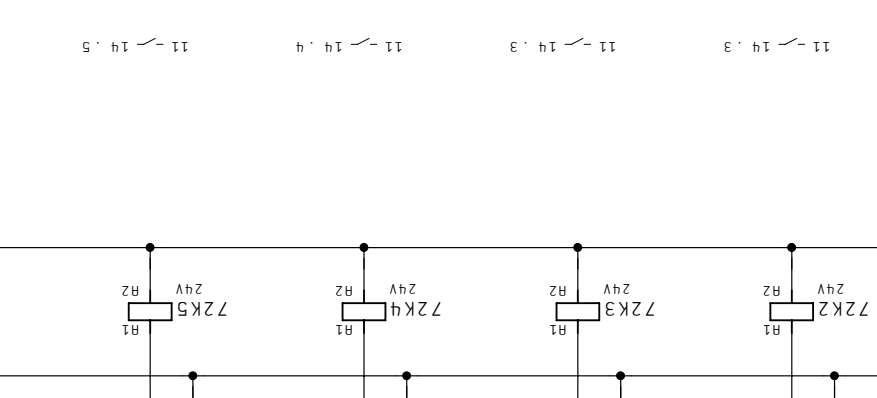 A1 A1 A1 A1
72K2 72K3 72K4 72K5
24V A2 24V A2 24V A2 24V A2
11 14 . 3 11 14 . 3 11 14 . 4 11 14 . 5